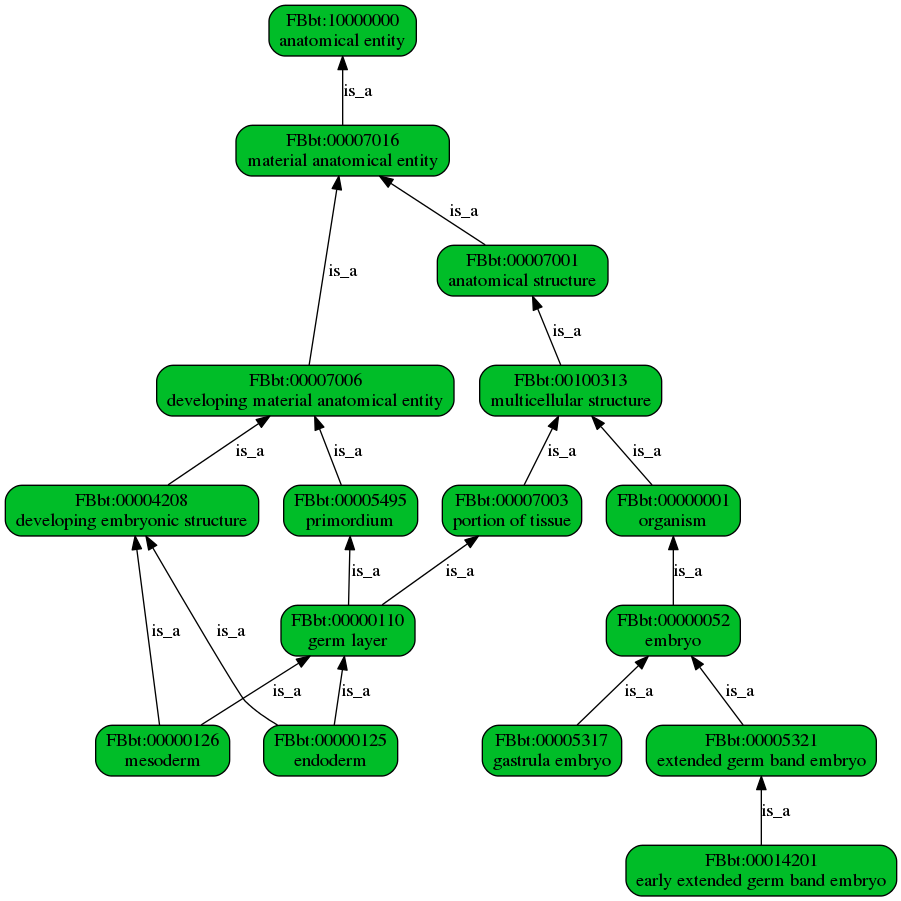 FBbt:10000000
anatomical entity
is_a
FBbt:00007016
material anatomical entity
is_a
FBbt:00007001
anatomical structure
is_a
is_a
FBbt:00007006
developing material anatomical entity
FBbt:00100313
multicellular structure
is_a
is_a
is_a
is_a
FBbt:00004208
developing embryonic structure
FBbt:00005495
primordium
FBbt:00007003
portion of tissue
FBbt:00000001
organism
is_a
is_a
is_a
FBbt:00000110
germ layer
FBbt:00000052
embryo
is_a
is_a
is_a
is_a
is_a
is_a
FBbt:00000126
mesoderm
FBbt:00000125
endoderm
FBbt:00005317
gastrula embryo
FBbt:00005321
extended germ band embryo
is_a
FBbt:00014201
early extended germ band embryo